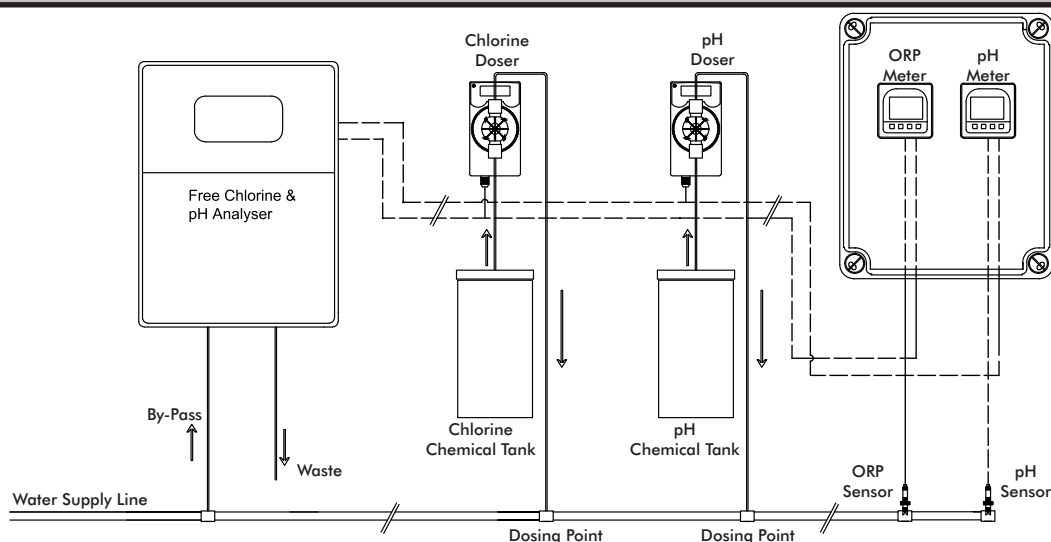 Chlorine
Doser
pH
Doser
ORP
Meter
pH
Meter
Free Chlorine &
pH Analyser
By-Pass
Waste
Chlorine
Chemical Tank
pH
Chemical Tank
ORP
Sensor
pH
Sensor
Water Supply Line
Dosing Point
Dosing Point